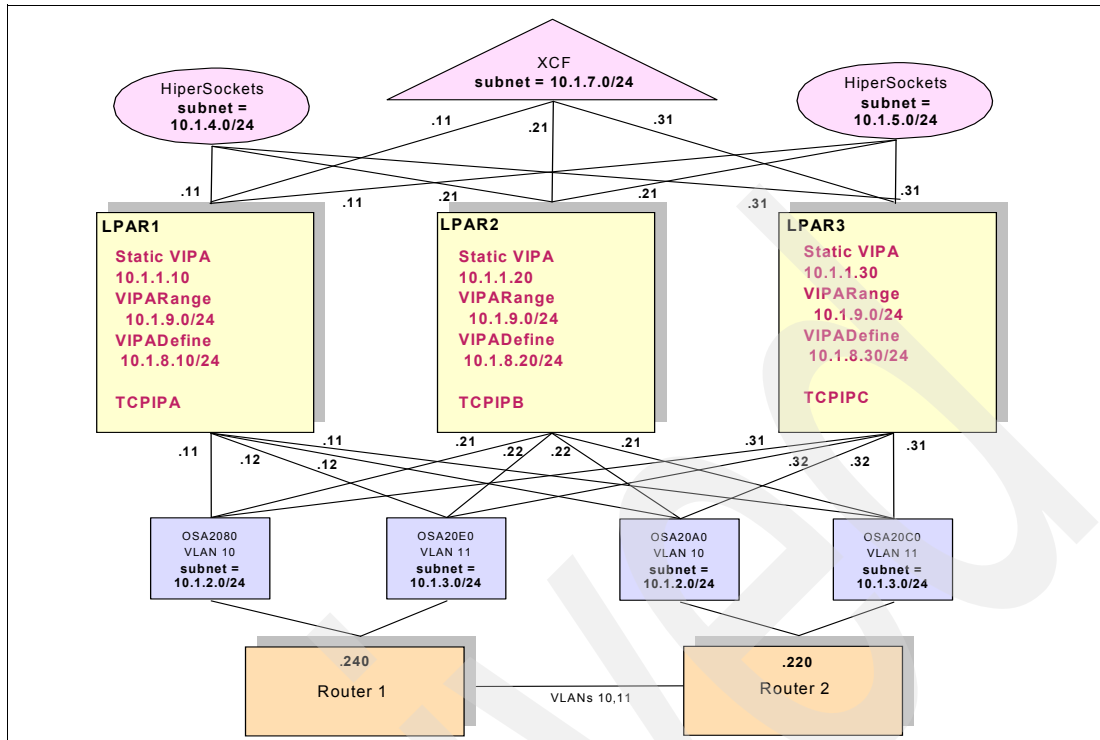 XCF
subnet = 10.1.7.0/24
HiperSockets
subnet =
10.1.4.0/24
HiperSockets
subnet =
10.1.5.0/24
.11
.21
.31
.11
.11
.21
.21
.31
.31
LPAR1
Static VIPA
10.1.1.10
VIPARange
10.1.9.0/24
VIPADefine
10.1.8.10/24
TCPIPA
LPAR2
Static VIPA
10.1.1.20
VIPARange
10.1.9.0/24
VIPADefine
10.1.8.20/24
TCPIPB
LPAR3
Static VIPA
10.1.1.30
VIPARange
10.1.9.0/24
VIPADefine
10.1.8.30/24
TCPIPC
.11
.12
.12
.11
.21
.22
.22
.21
.31
.32
.32
.31
OSA2080
VLAN 10
subnet =
10.1.2.0/24
OSA20E0
VLAN 11
subnet =
10.1.3.0/24
OSA20A0
VLAN 10
subnet =
10.1.2.0/24
OSA20C0
VLAN 11
subnet =
10.1.3.0/24
.240
Router 1
VLANs 10,11
.220
Router 2